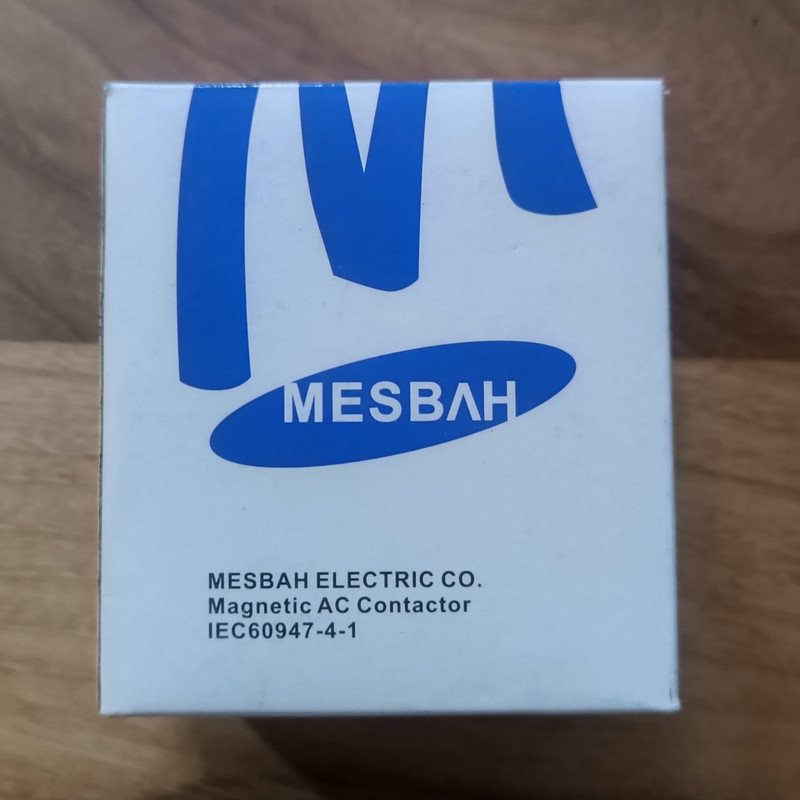 MESBAH
MESBAH ELECTRIC CO.
Magnetic AC Contactor
IEC60947-4-1